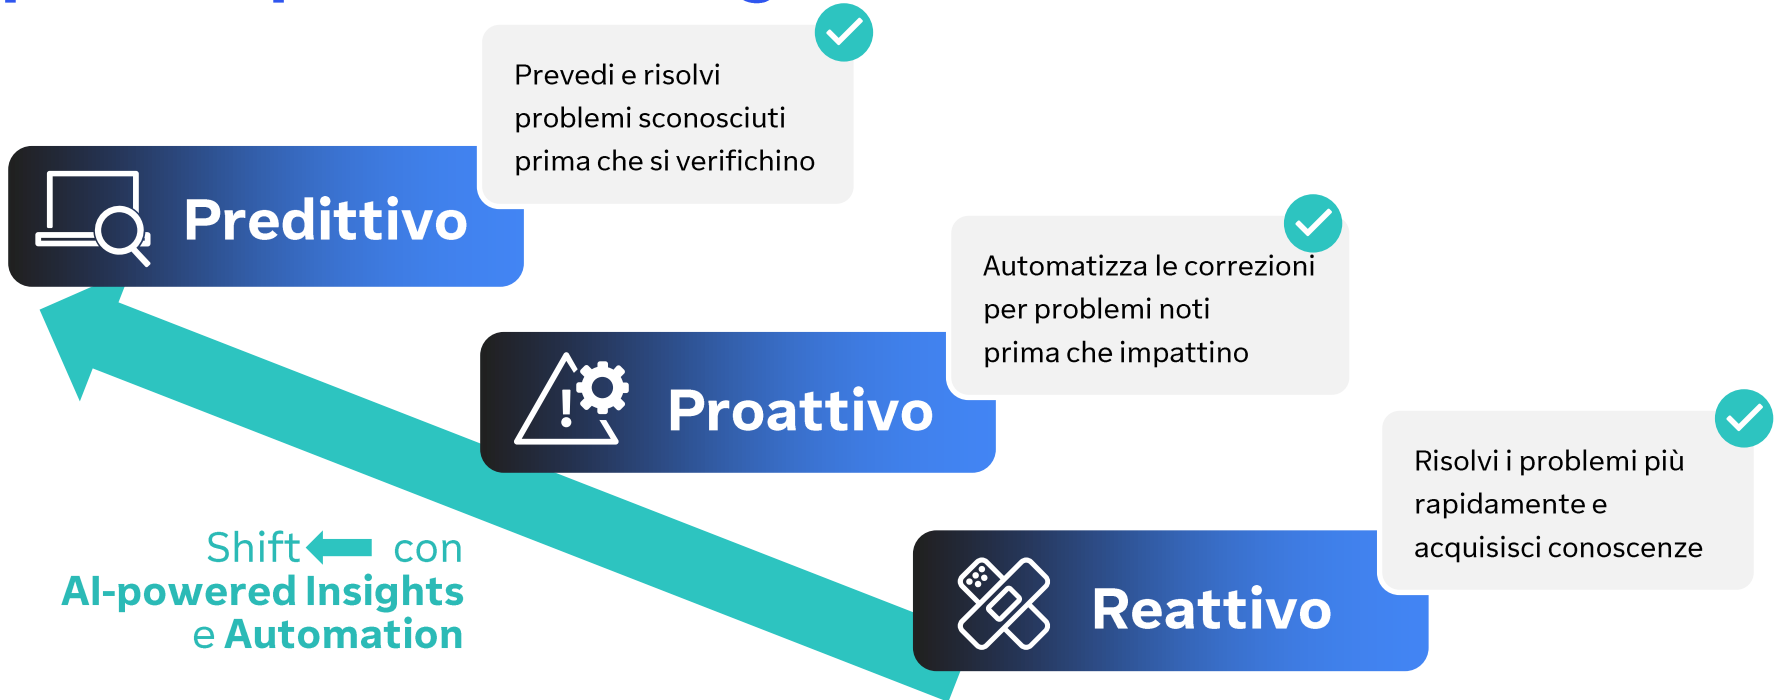 Prevedi e risolvi
problemi sconosciuti
prima che si verifichino
Predittivo
Automatizza le correzioni
per problemi noti
prima che impattino
Proattivo
Risolvi i problemi più
rapidamente e
acquisisci conoscenze
Reattivo
Shift con
AI-powered Insights
e Automation